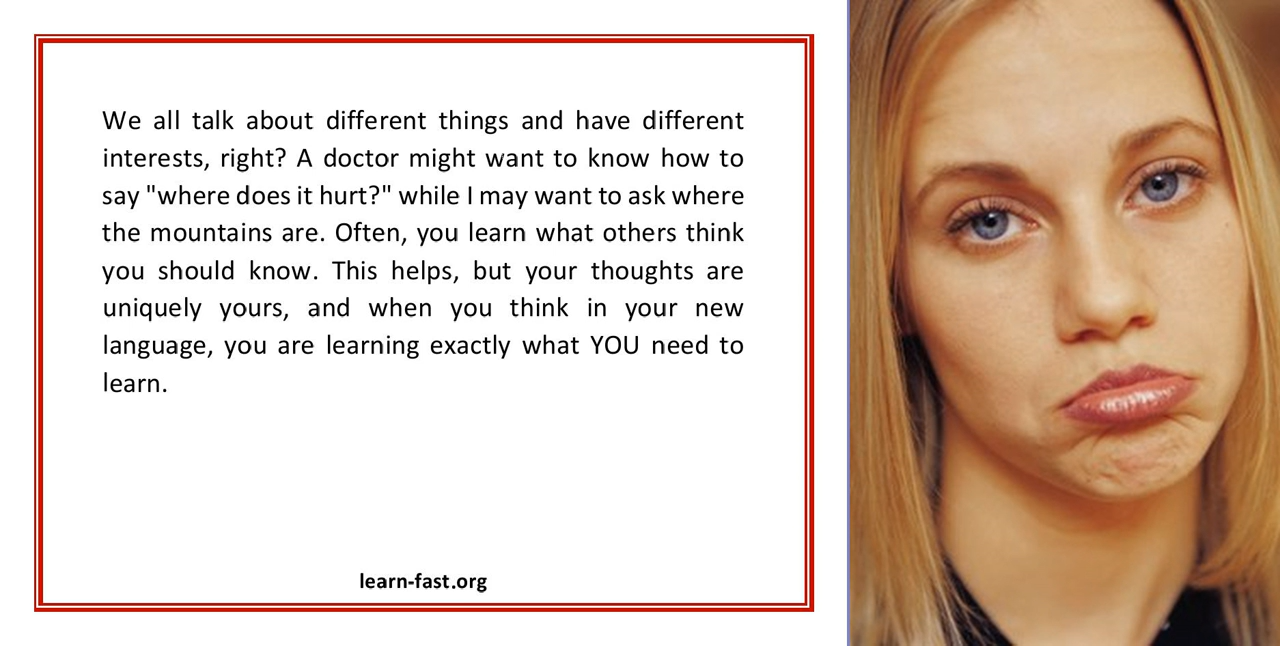 We all talk about different things and have different
interests, right? A doctor might want to know how to
say "where does it hurt?" while I may want to ask where
the mountains are. Often, you learn what others think
you should know. This helps, but your thoughts are
uniquely yours, and when you think in your new
language, you are learning exactly what YOU need to
learn.
learn-fast.org